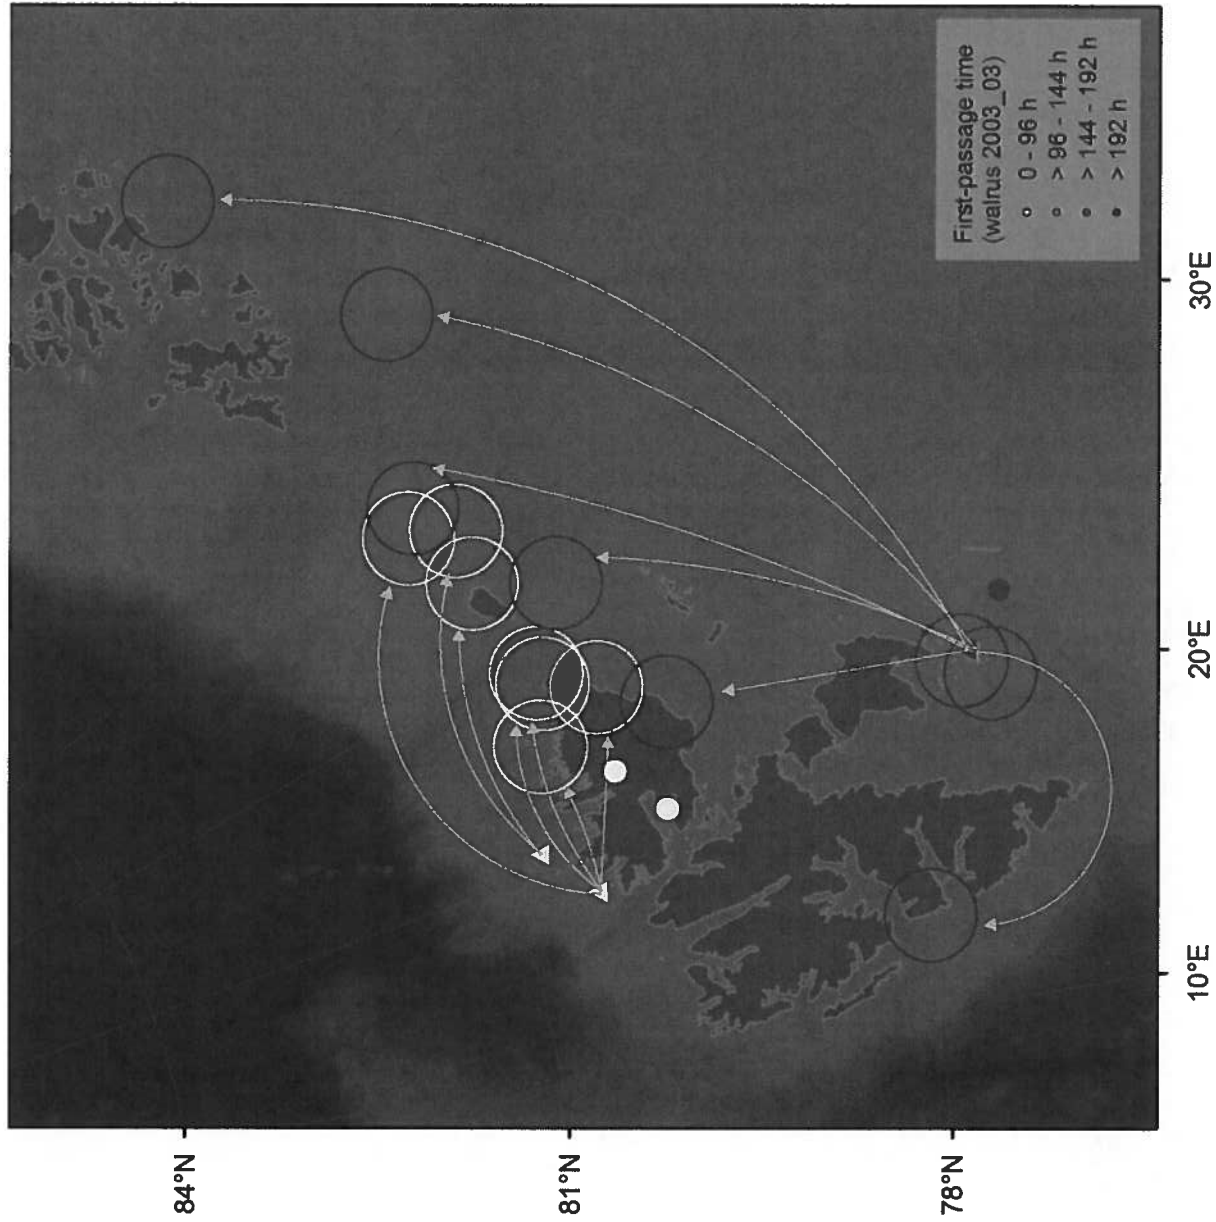 First-passage time
(walrus 2003_03)
0 - 96 h
> 96 - 144 h
> 144 - 192 h
> 192 h
84°N
81°N
78°N
10°E
20°E
30°E